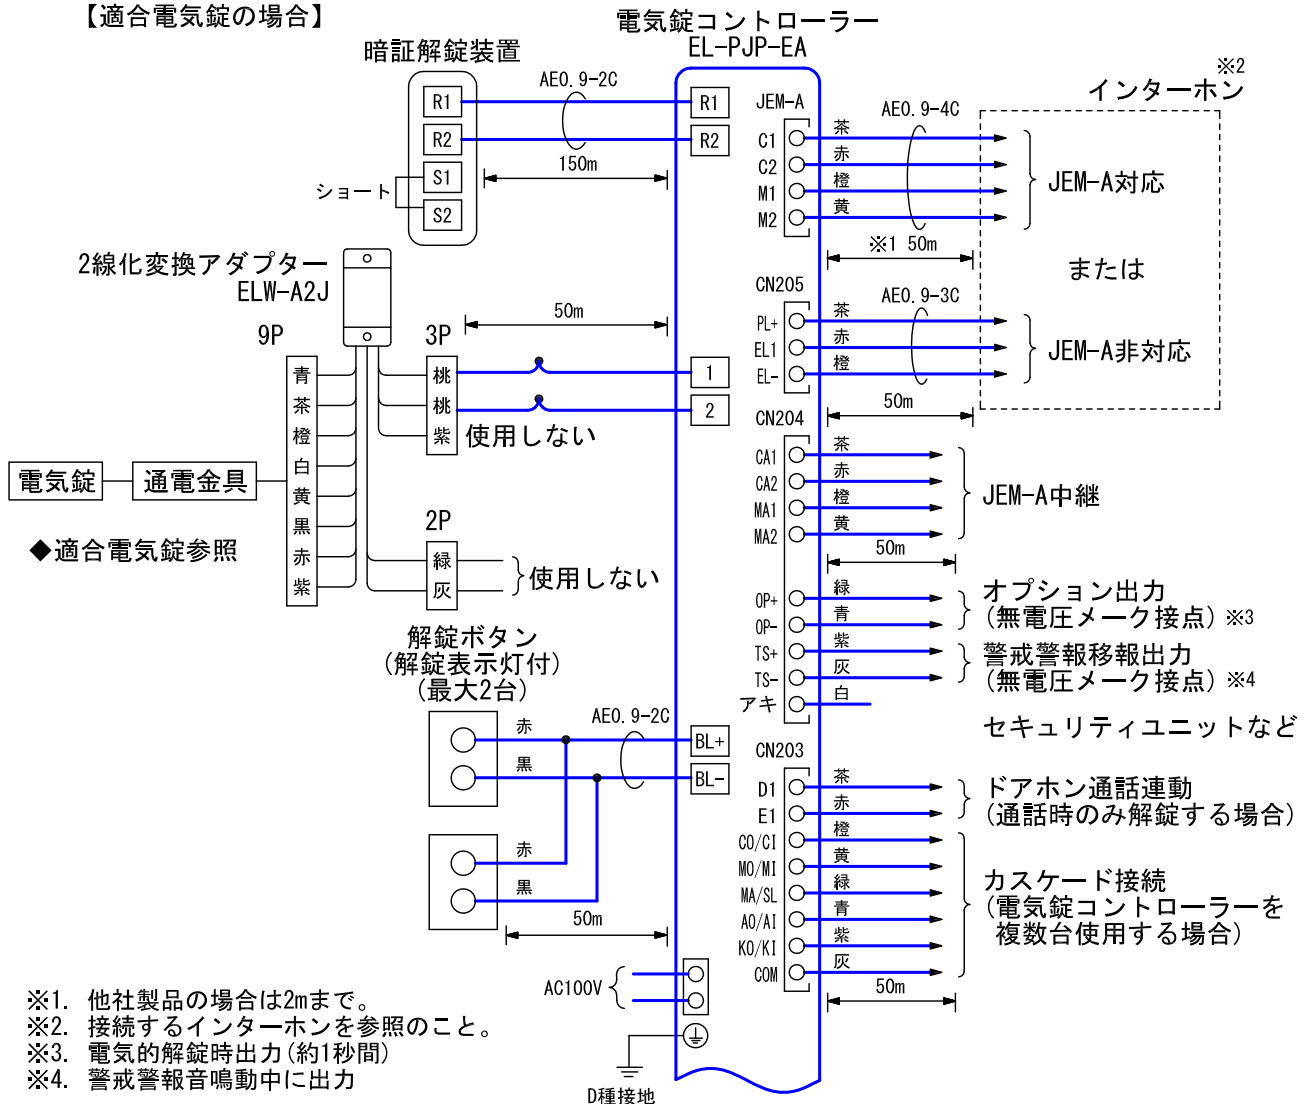 【適合電気錠の場合】
電気錠コントローラー
EL-PJP-EA
暗証解錠装置
R1
R2
S1
S2
ショート
AE0.9-2C
150m
R1
R2
JEM-A
C1
C2
M1
M2
茶
赤
橙
黄
AE0.9-4C
※1 50m
※2
インターホン
JEM-A対応
または
JEM-A非対応
2線化変換アダプター
ELW-A2J
9P
青
茶
橙
白
黄
黒
赤
紫
3P
桃
桃
紫
使用しない
50m
1
2
電気錠
通電金具
◆適合電気錠参照
2P
緑
灰
使用しない
CN205
PL+
EL1
EL-
茶
赤
橙
AE0.9-3C
50m
CN204
CA1
CA2
MA1
MA2
茶
赤
橙
黄
JEM-A中継
50m
OP+
OP-
TS+
TS-
アキ
緑
青
紫
灰
白
オプション出力
(無電圧メーク接点)※3
警戒警報移報出力
(無電圧メーク接点)※4
セキュリティユニットなど
解錠ボタン
(解錠表示灯付)
(最大2台)
赤
黒
AE0.9-2C
BL+
BL-
赤
黒
50m
CN203
D1
E1
CO/CI
MO/MI
MA/SL
AO/AI
KO/KI
COM
茶
赤
橙
黄
緑
青
紫
灰
50m
ドアホン通話連動
(通話時のみ解錠する場合)
カスケード接続
(電気錠コントローラーを
複数台使用する場合)
AC100V
D種接地
※1. 他社製品の場合は2mまで。
※2. 接続するインターホンを参照のこと。
※3. 電気的解錠時出力(約1秒間)
※4. 警戒警報音鳴動中に出力